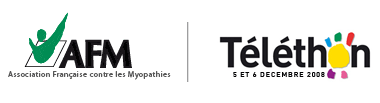 AFM
Association Française contre les Myopathies
Téléthon
5 ET 6 DECEMBRE 2008